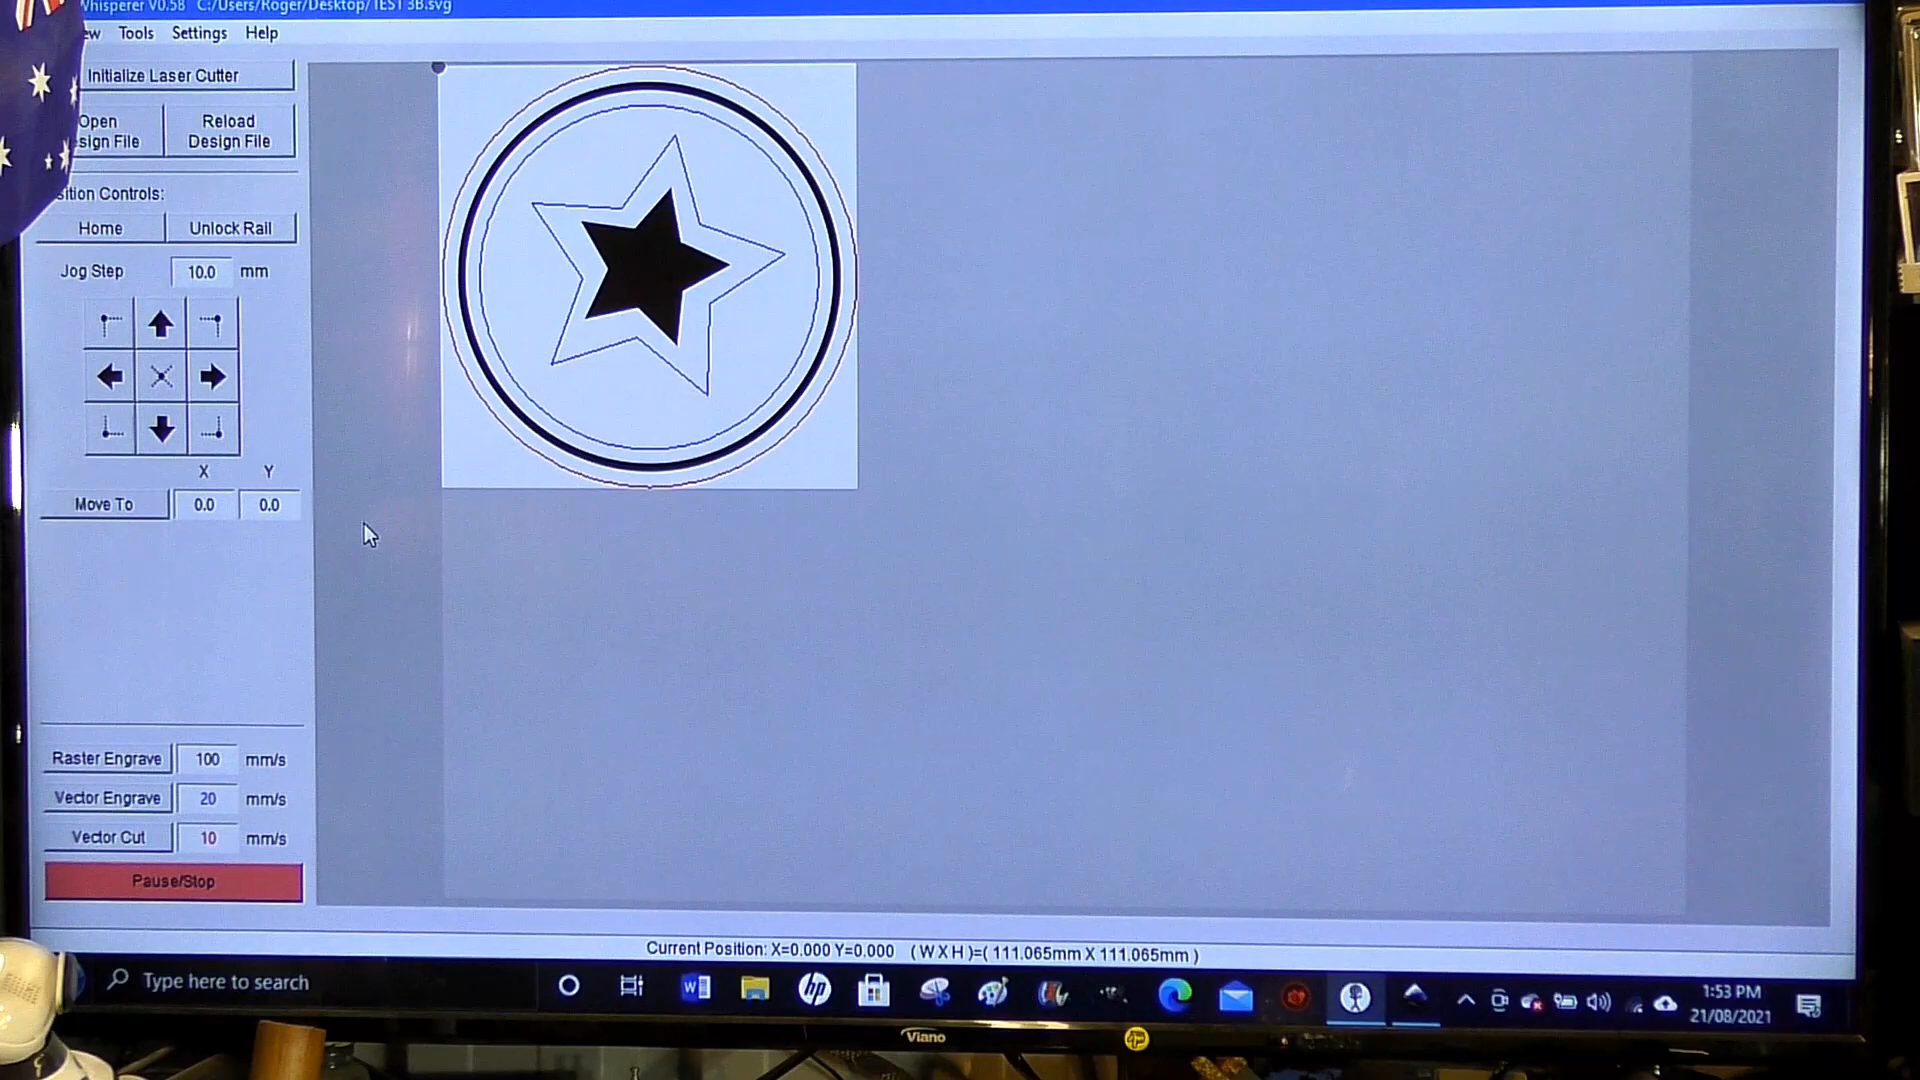 Whisperer V0.58 C:/Users/Roger/Desktop/TEST 3B.svg
ew Tools Settings Help
Initialize Laser Cutter
Open
sign File
Reload
Design File
sition Controls:
Home
Unlock Rail
Jog Step 10.0 mm
X Y
Move To 0.0 0.0
Raster Engrave 100 mm/s
Vector Engrave 20 mm/s
Vector Cut 10 mm/s
Pause/Stop
Current Position: X=0.000 Y=0.000 ( W X H )=( 111.065mm X 111.065mm )
Type here to search
W
hp
1:53 PM
21/08/2021
Viano